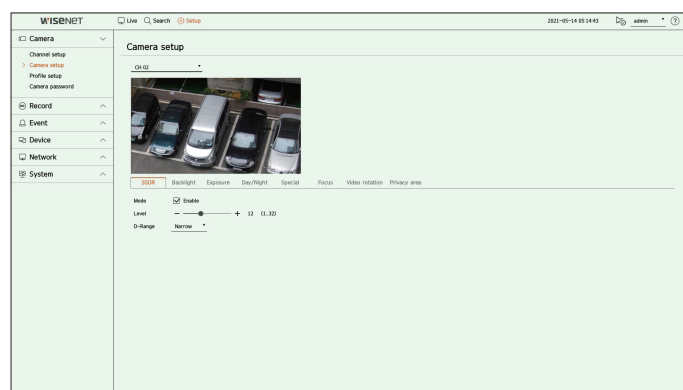 WISENET
Live Search Setup 2021-05-14 05:14:43 admin
Camera
Channel setup
> Camera setup
Profile setup
Camera password
Record
Event
Device
Network
System
Camera setup
CH 02
SSDR Backlight Exposure Day/Night Special Focus Video rotation Privacy area
Mode Enable
Level − + 12 (1..32)
D-Range Narrow